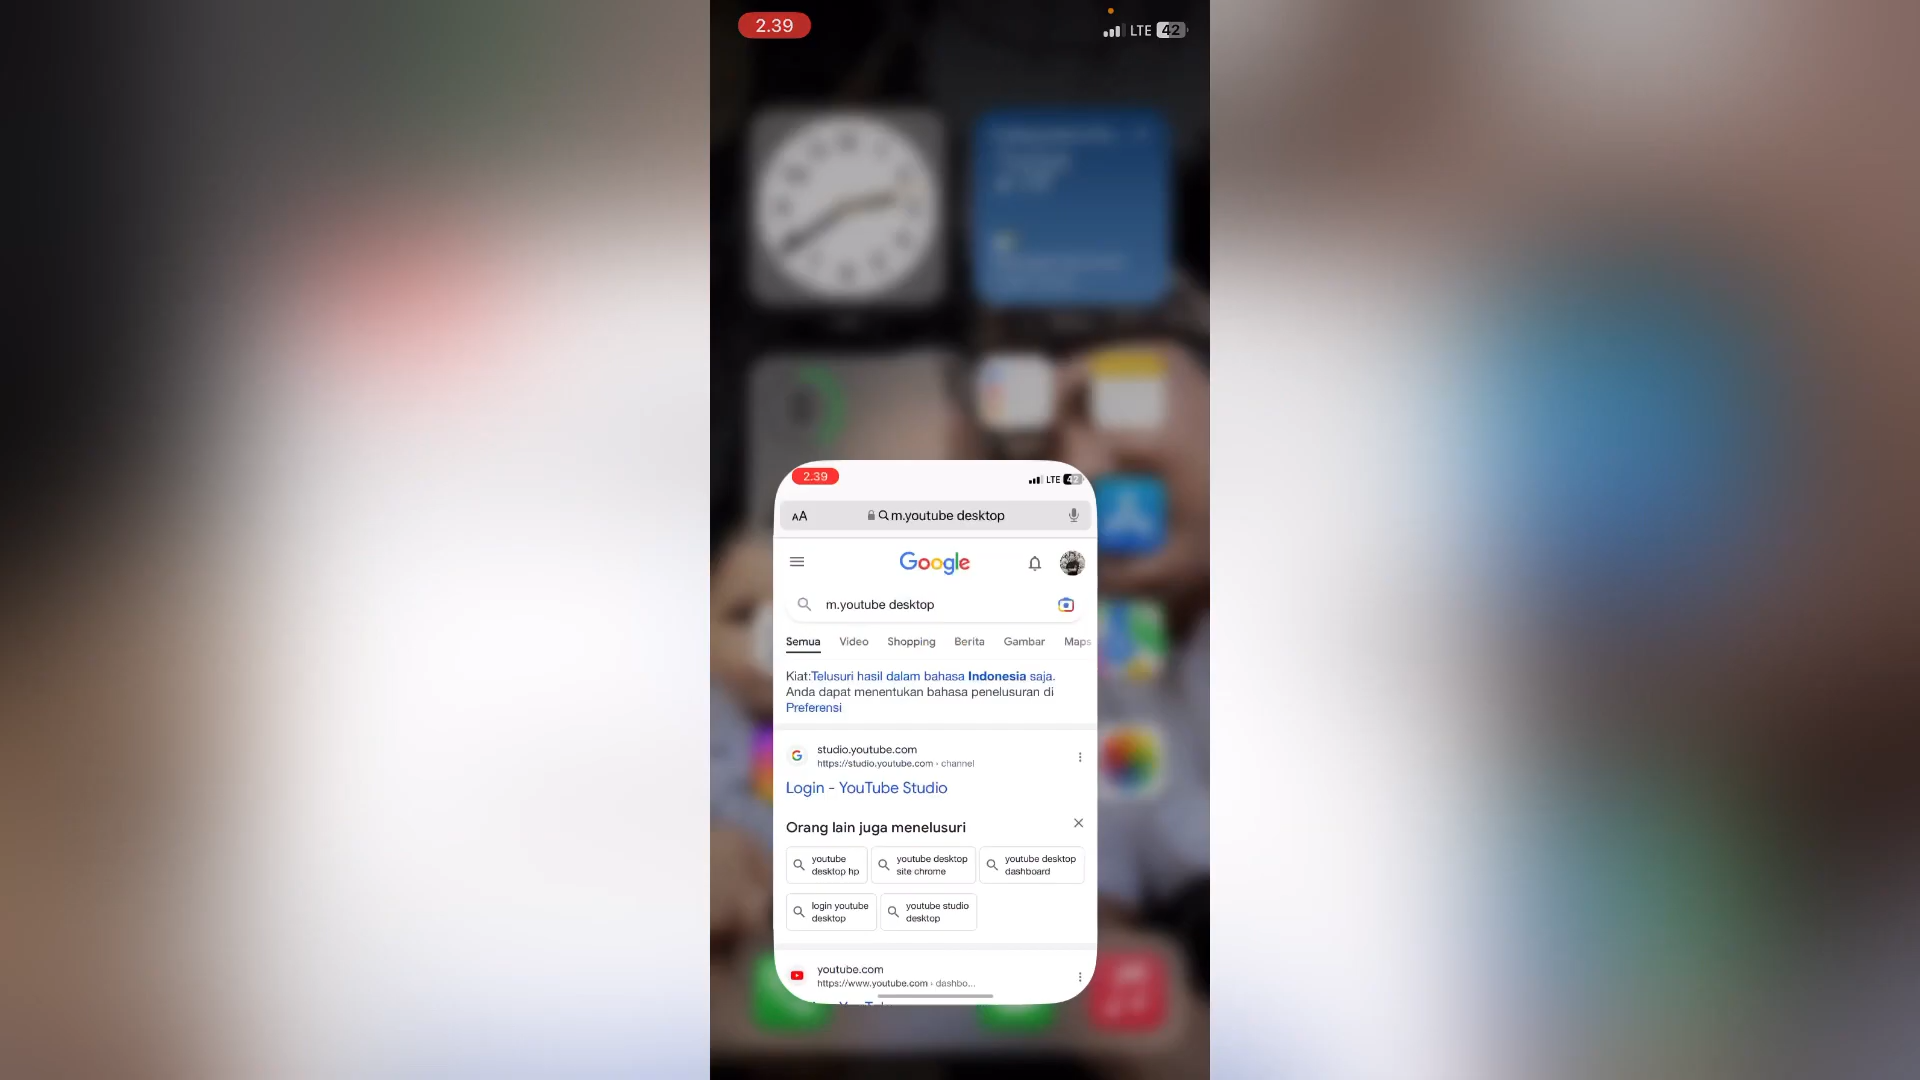 2.39
LTE 42
2.39
LTE 42
AA
m.youtube desktop
Google
m.youtube desktop
Semua Video Shopping Berita Gambar Maps
Kiat:Telusuri hasil dalam bahasa Indonesia saja.
Anda dapat menentukan bahasa penelusuran di
Preferensi
studio.youtube.com
https://studio.youtube.com › channel
Login - YouTube Studio
Orang lain juga menelusuri
youtube
desktop hp
youtube desktop
site chrome
youtube desktop
dashboard
login youtube
desktop
youtube studio
desktop
youtube.com
https://www.youtube.com › dashbo...